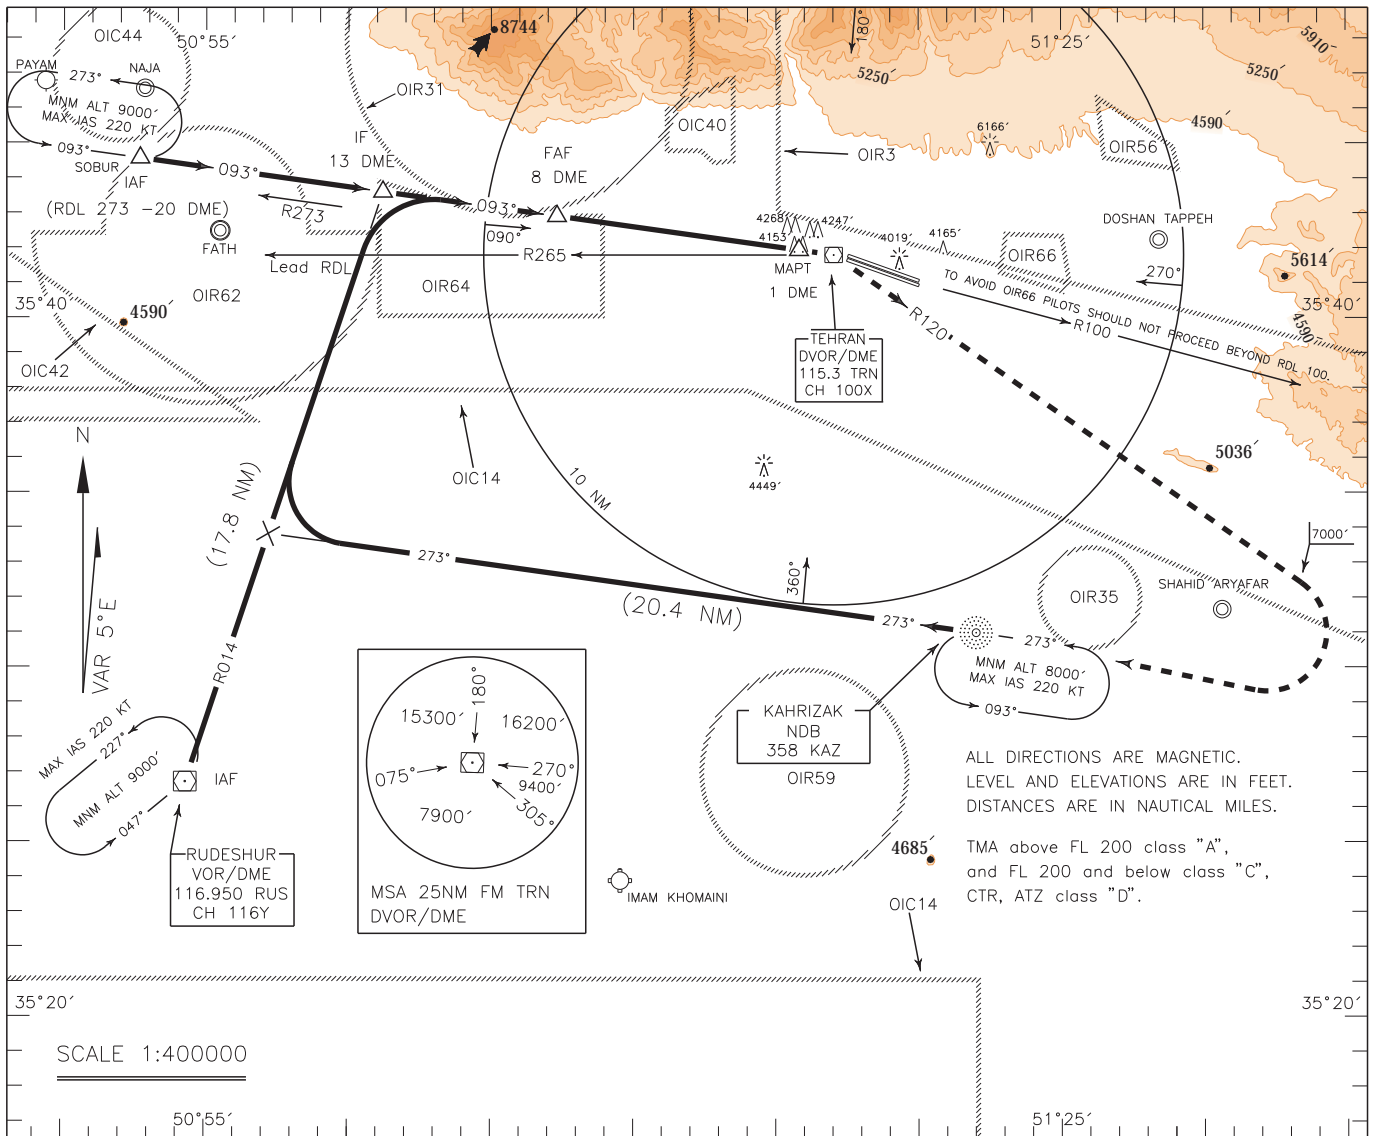 OIC44
50°55′
8744′
180°
51°25′
5910′
PAYAM
NAJA
273°
OIR31
5250′
5250′
MNM ALT 9000′
MAX IAS 220 KT
OIC40
6166′
4590′
OIR56
093°
SOBUR
IAF
IF
13 DME
FAF
8 DME
OIR3
093°
(RDL 273 -20 DME)
R273
093°
090°
FATH
4268′
4247′
4153′
4019′
4165′
DOSHAN TAPPEH
Lead RDL
R265
MAPT
1 DME
OIR66
270°
5614′
OIR62
OIR64
35°40′
4590′
TO AVOID OIR66 PILOTS SHOULD NOT PROCEED BEYOND RDL 100.
R100
35°40′
4590′
R120
OIC42
TEHRAN
DVOR/DME
115.3 TRN
CH 100X
N
OIC14
5036′
4449′
10 NM
(17.8 NM)
7000′
273°
360°
SHAHID ARYAFAR
OIR35
(20.4 NM)
273°
273°
VAR 5°E
R014
MNM ALT 8000′
MAX IAS 220 KT
093°
MAX IAS 220 KT
227°
MNM ALT 9000′
047°
IAF
180°
15300′
16200′
075°
270°
9400′
305°
7900′
MSA 25NM FM TRN
DVOR/DME
KAHRIZAK
NDB
358 KAZ
OIR59
ALL DIRECTIONS ARE MAGNETIC.
LEVEL AND ELEVATIONS ARE IN FEET.
DISTANCES ARE IN NAUTICAL MILES.
TMA above FL 200 class "A",
and FL 200 and below class "C",
CTR, ATZ class "D".
RUDESHUR
VOR/DME
116.950 RUS
CH 116Y
4685′
IMAM KHOMAINI
OIC14
35°20′
35°20′
SCALE 1:400000
50°55′
51°25′